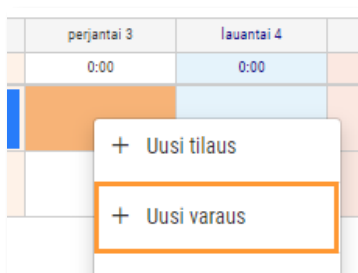 perjantai 3 lauantai 4
0:00 0:00
+ Uusi tilaus
+ Uusi varaus